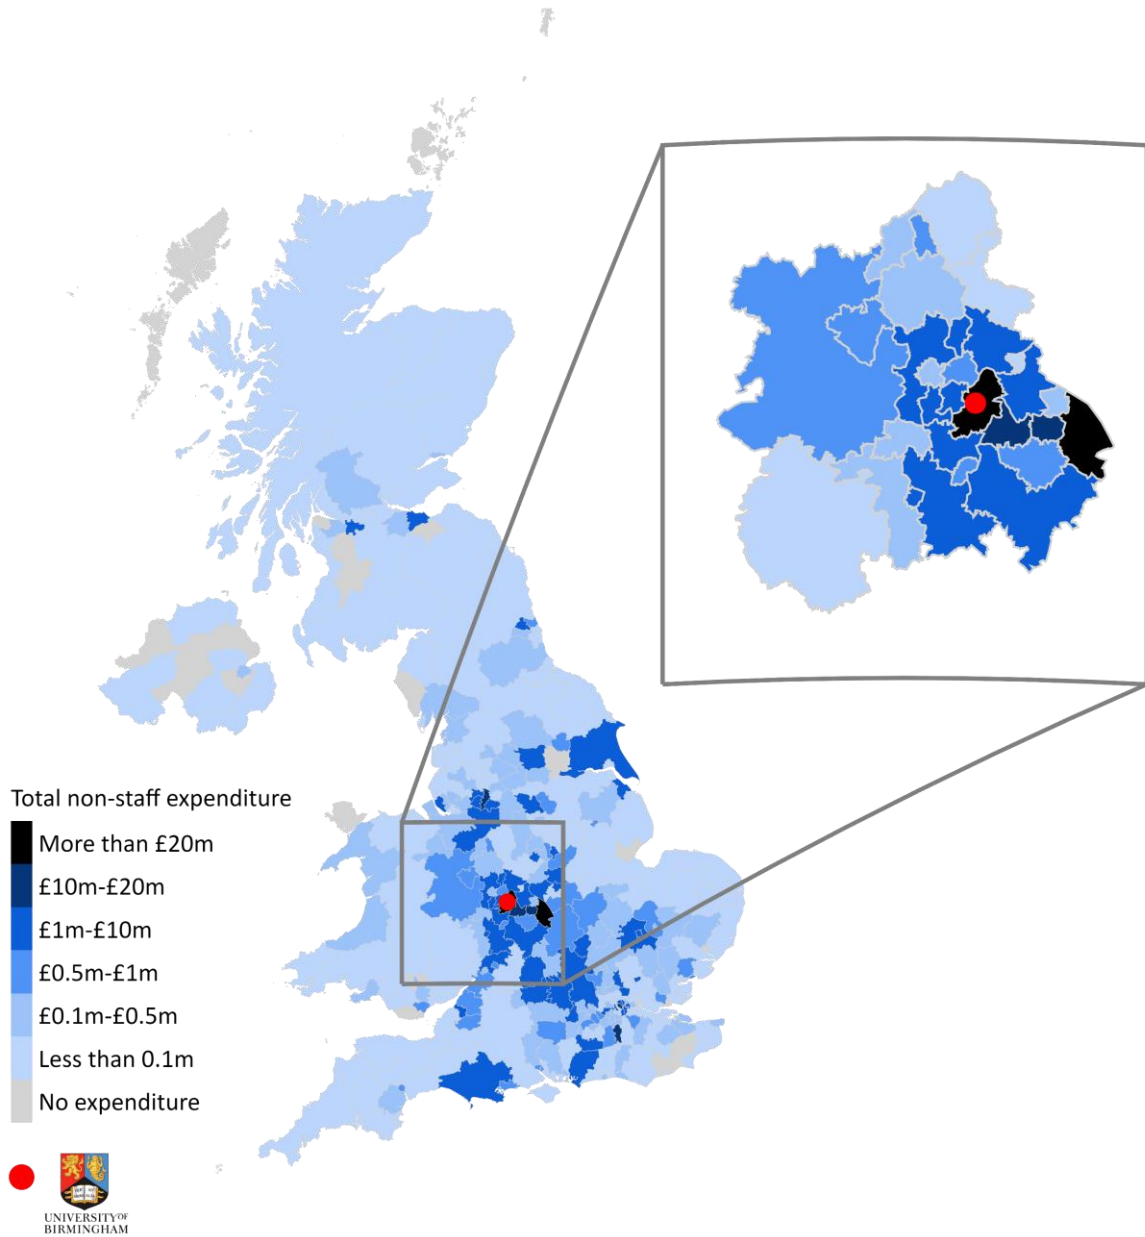 Total non-staff expenditure
More than £20m
£10m-£20m
£1m-£10m
£0.5m-£1m
£0.1m-£0.5m
Less than 0.1m
No expenditure
UNIVERSITY OF
BIRMINGHAM